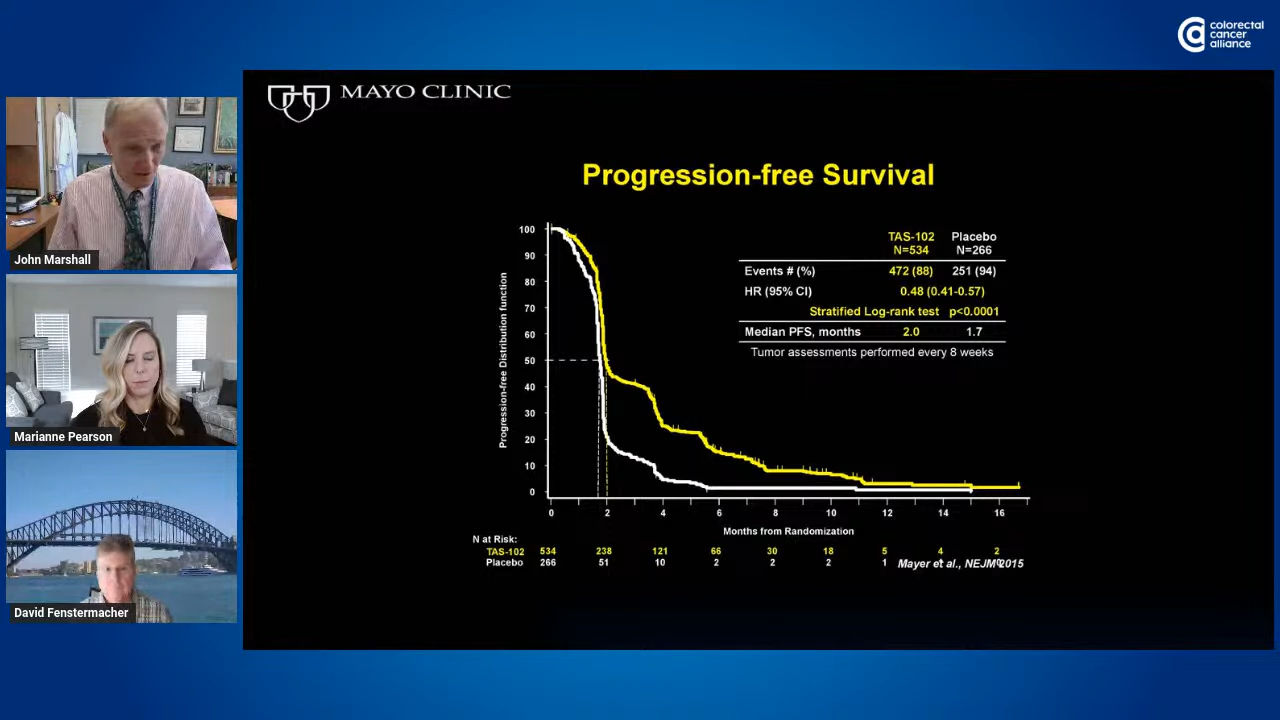 colorectal
cancer
alliance
MAYO CLINIC
John Marshall
Marianne Pearson
David Fenstermacher
Progression-free Survival
Progression-free Distribution function
100
90
80
70
60
50
40
30
20
10
0
0 2 4 6 8 10 12 14 16
Months from Randomization
TAS-102 Placebo
N=534 N=266
Events # (%) 472 (88) 251 (94)
HR (95% CI) 0.48 (0.41-0.57)
Stratified Log-rank test p<0.0001
Median PFS, months 2.0 1.7
Tumor assessments performed every 8 weeks
N at Risk:
TAS-102 534 238 121 66 30 18 5 4 2
Placebo 266 51 10 2 2 2 1
Mayer et al., NEJM 2015